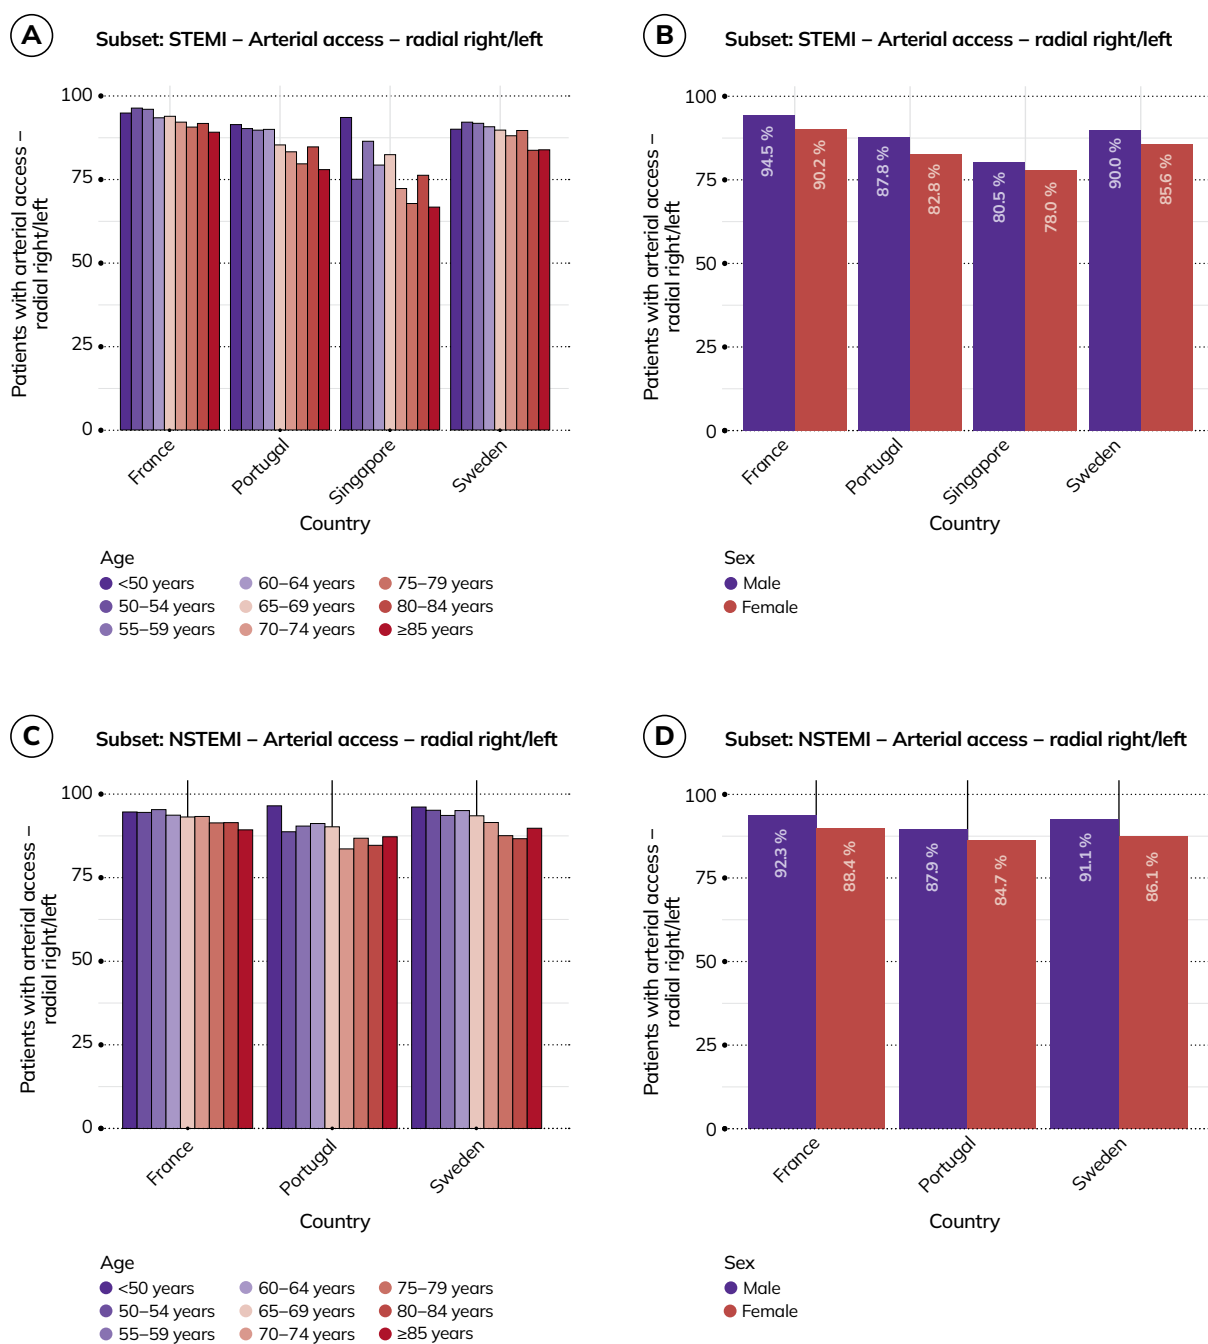 A
Subset: STEMI – Arterial access – radial right/left
Patients with arterial access –
radial right/left
100
75
50
25
0
France
Portugal
Singapore
Sweden
Country
Age
<50 years
60–64 years
75–79 years
50–54 years
65–69 years
80–84 years
55–59 years
70–74 years
≥85 years
B
Subset: STEMI – Arterial access – radial right/left
Patients with arterial access –
radial right/left
100
75
50
25
0
94.5 %
90.2 %
87.8 %
82.8 %
80.5 %
78.0 %
90.0 %
85.6 %
France
Portugal
Singapore
Sweden
Country
Sex
Male
Female
C
Subset: NSTEMI – Arterial access – radial right/left
Patients with arterial access –
radial right/left
100
75
50
25
0
France
Portugal
Sweden
Country
Age
<50 years
60–64 years
75–79 years
50–54 years
65–69 years
80–84 years
55–59 years
70–74 years
≥85 years
D
Subset: NSTEMI – Arterial access – radial right/left
Patients with arterial access –
radial right/left
100
75
50
25
0
92.3 %
88.4 %
87.9 %
84.7 %
91.1 %
86.1 %
France
Portugal
Sweden
Country
Sex
Male
Female